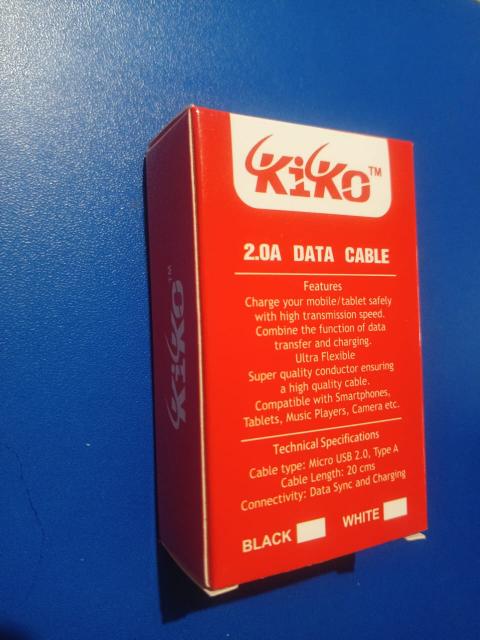 KiKo™
2.0A DATA CABLE
Features
Charge your mobile/tablet safely
with high transmission speed.
Combine the function of data
transfer and charging.
Ultra Flexible
Super quality conductor ensuring
a high quality cable.
Compatible with Smartphones,
Tablets, Music Players, Camera etc.
Technical Specifications
Cable type: Micro USB 2.0, Type A
Cable Length: 20 cms
Connectivity: Data Sync and Charging
BLACK WHITE
KiKo™